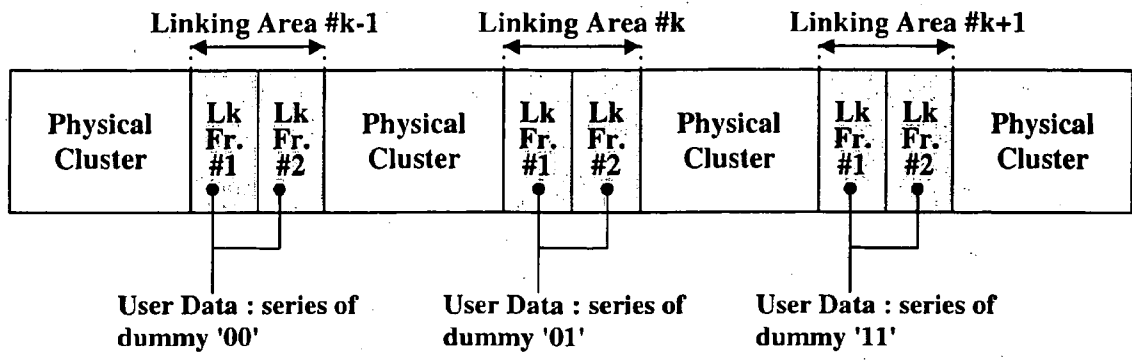 Linking Area #k-1
Linking Area #k
Linking Area #k+1
Physical
Cluster
Lk
Fr.
#1
Lk
Fr.
#2
Physical
Cluster
Lk
Fr.
#1
Lk
Fr.
#2
Physical
Cluster
Lk
Fr.
#1
Lk
Fr.
#2
Physical
Cluster
User Data : series of
dummy '00'
User Data : series of
dummy '01'
User Data : series of
dummy '11'